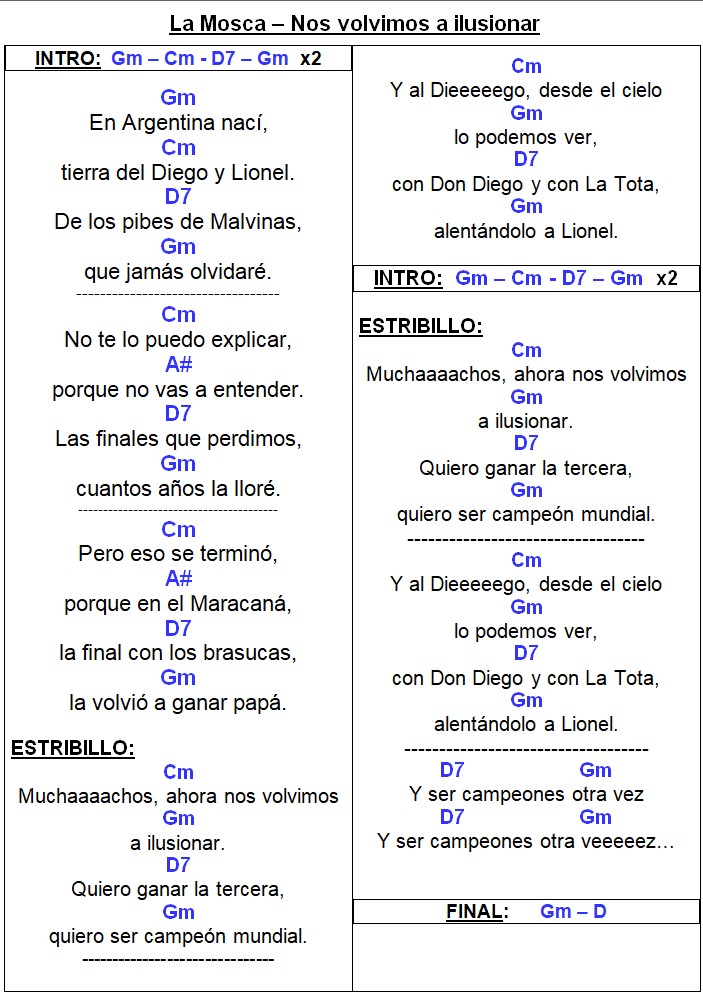 La Mosca – Nos volvimos a ilusionar
INTRO: Gm – Cm - D7 – Gm x2
Gm
En Argentina nací,
Cm
tierra del Diego y Lionel.
D7
De los pibes de Malvinas,
Gm
que jamás olvidaré.
----------------------------------
Cm
No te lo puedo explicar,
A#
porque no vas a entender.
D7
Las finales que perdimos,
Gm
cuantos años la lloré.
---------------------------------------
Cm
Pero eso se terminó,
A#
porque en el Maracaná,
D7
la final con los brasucas,
Gm
la volvió a ganar papá.
ESTRIBILLO:
Cm
Muchaaaachos, ahora nos volvimos
Gm
a ilusionar.
D7
Quiero ganar la tercera,
Gm
quiero ser campeón mundial.
--------------------------------
Cm
Y al Dieeeeego, desde el cielo
Gm
lo podemos ver,
D7
con Don Diego y con La Tota,
Gm
alentándolo a Lionel.
INTRO: Gm – Cm - D7 – Gm x2
ESTRIBILLO:
Cm
Muchaaaachos, ahora nos volvimos
Gm
a ilusionar.
D7
Quiero ganar la tercera,
Gm
quiero ser campeón mundial.
----------------------------------
Cm
Y al Dieeeeego, desde el cielo
Gm
lo podemos ver,
D7
con Don Diego y con La Tota,
Gm
alentándolo a Lionel.
-----------------------------------
D7 Gm
Y ser campeones otra vez
D7 Gm
Y ser campeones otra veeeeez…
FINAL: Gm – D